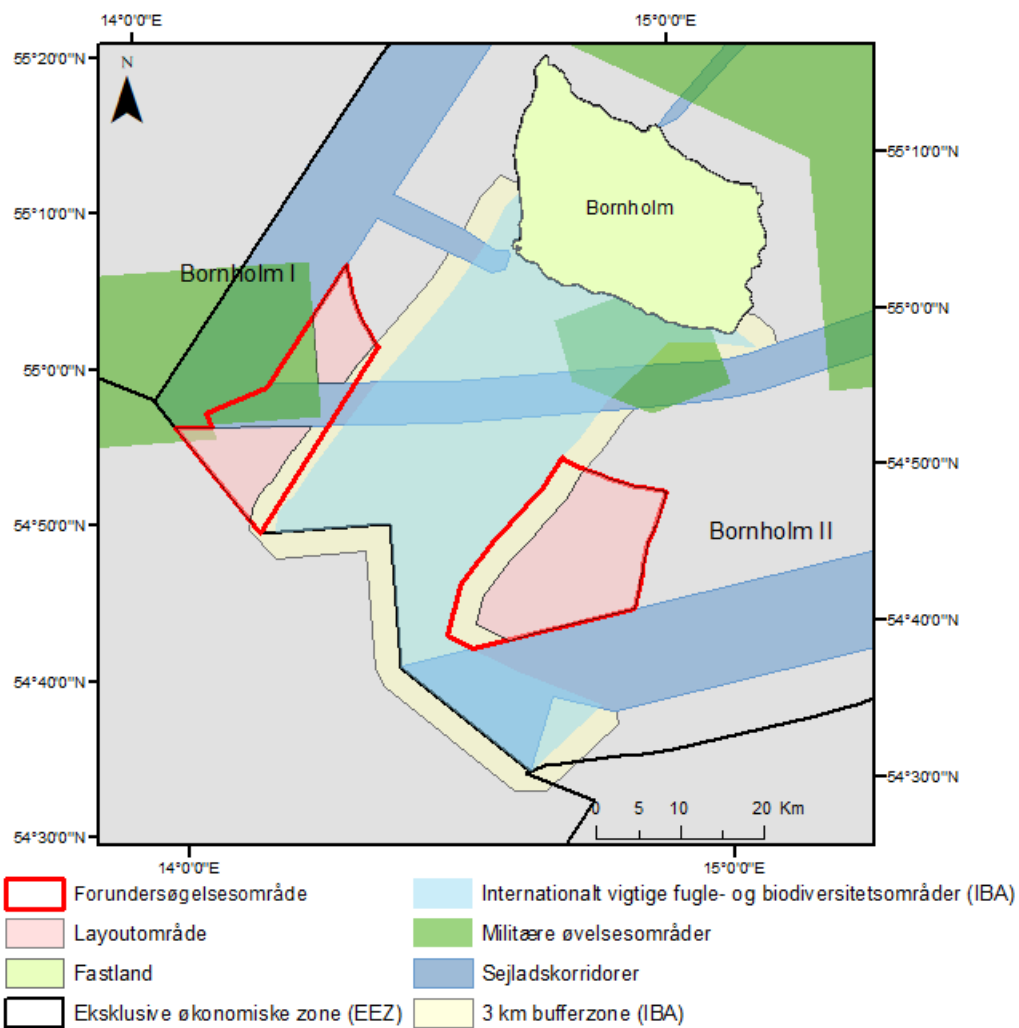 14°0'0"E
15°0'0"E
55°20'0"N
N
55°10'0"N
Bornholm
55°10'0"N
Bornholm I
55°0'0"N
55°0'0"N
54°50'0"N
54°50'0"N
Bornholm II
54°40'0"N
54°40'0"N
54°30'0"N
0 5 10 20 Km
54°30'0"N
14°0'0"E
15°0'0"E
Forundersøgelsesområde
Internationalt vigtige fugle- og biodiversitetsområder (IBA)
Layoutområde
Militære øvelsesområder
Fastland
Sejladskorridorer
Eksklusive økonomiske zone (EEZ)
3 km bufferzone (IBA)